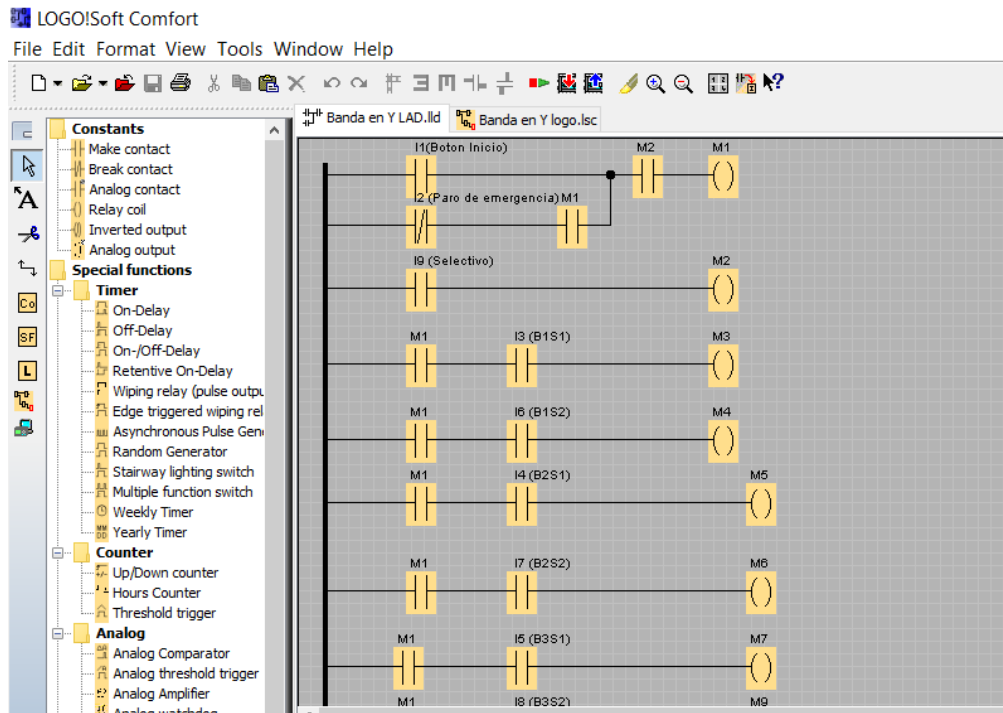 LOGO!Soft Comfort
File Edit Format View Tools Window Help
Banda en Y LAD.lld
Banda en Y logo.lsc
Constants
Make contact
Break contact
Analog contact
Relay coil
Inverted output
Analog output
Special functions
Timer
On-Delay
Off-Delay
On-/Off-Delay
Retentive On-Delay
Wiping relay (pulse outpu
Edge triggered wiping rel
Asynchronous Pulse Gen
Random Generator
Stairway lighting switch
Multiple function switch
Weekly Timer
Yearly Timer
Counter
Up/Down counter
Hours Counter
Threshold trigger
Analog
Analog Comparator
Analog threshold trigger
Analog Amplifier
Analog watchdog
A
Co
SF
L
I1(Boton Inicio) M2 M1
I2 (Paro de emergencia) M1
I9 (Selectivo) M2
M1 I3 (B1S1) M3
M1 I6 (B1S2) M4
M1 I4 (B2S1) M5
M1 I7 (B2S2) M6
M1 I5 (B3S1) M7
M1 I8 (B3S2) M9